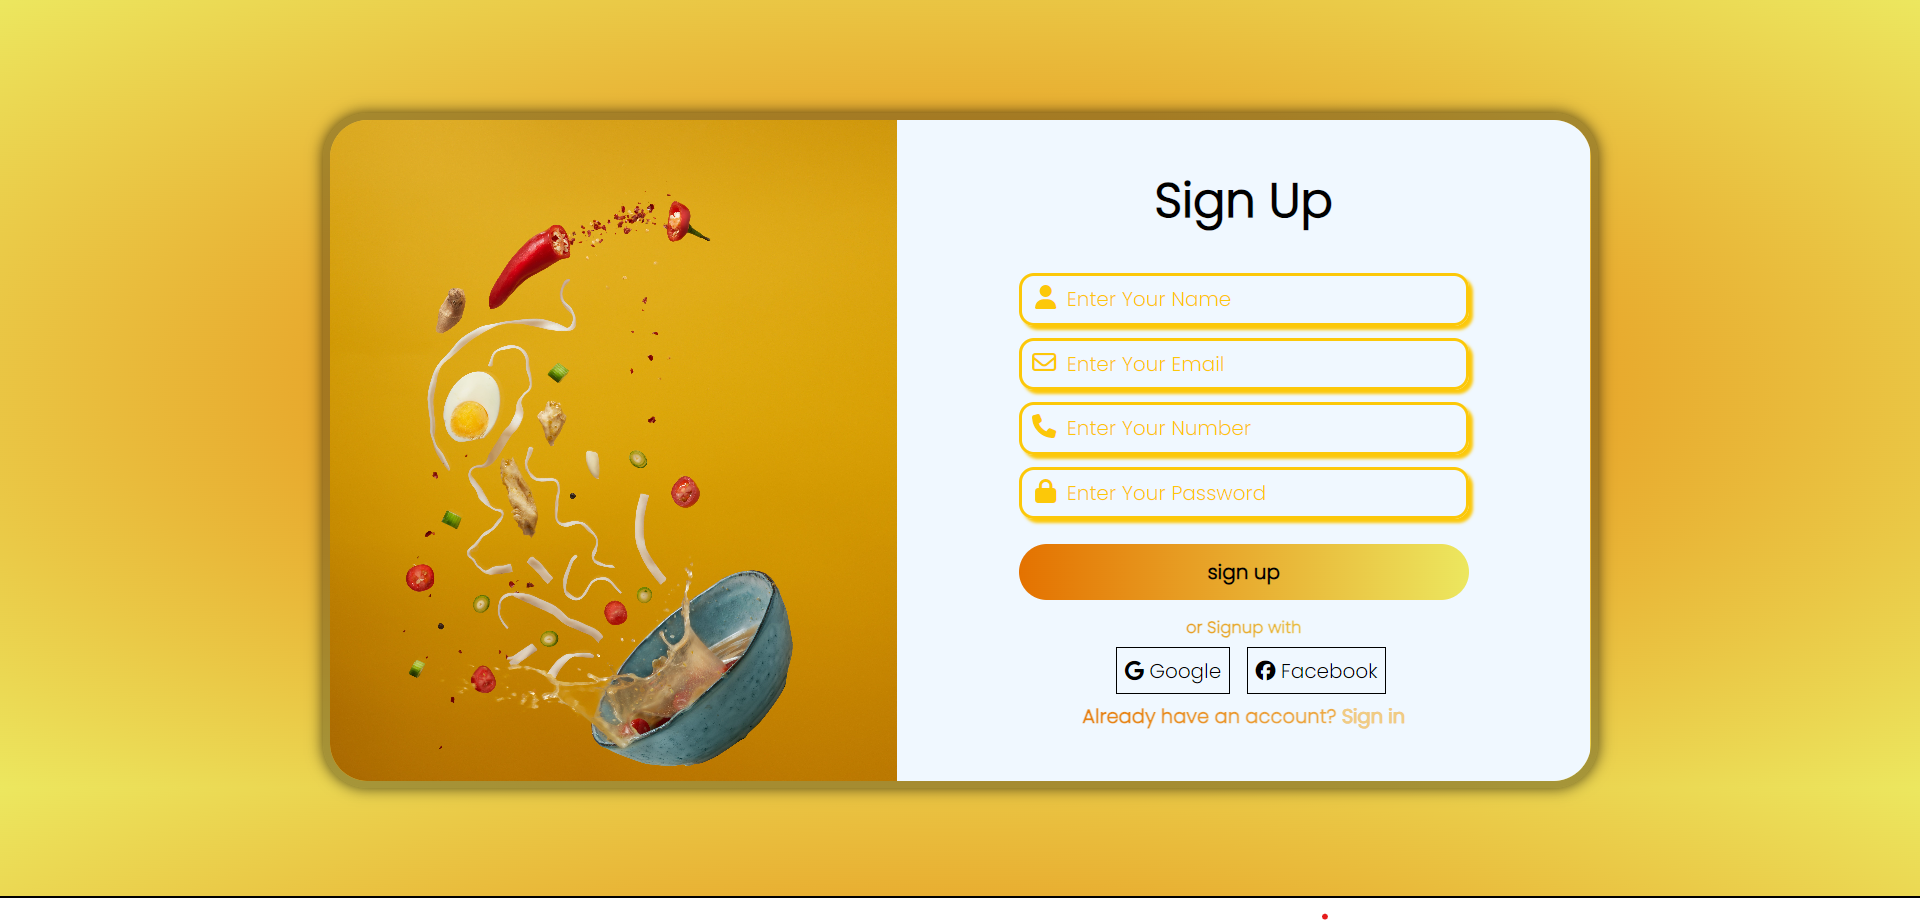 Sign Up
Enter Your Name
Enter Your Email
Enter Your Number
Enter Your Password
sign up
or Signup with
Google Facebook
Already have an account? Sign in